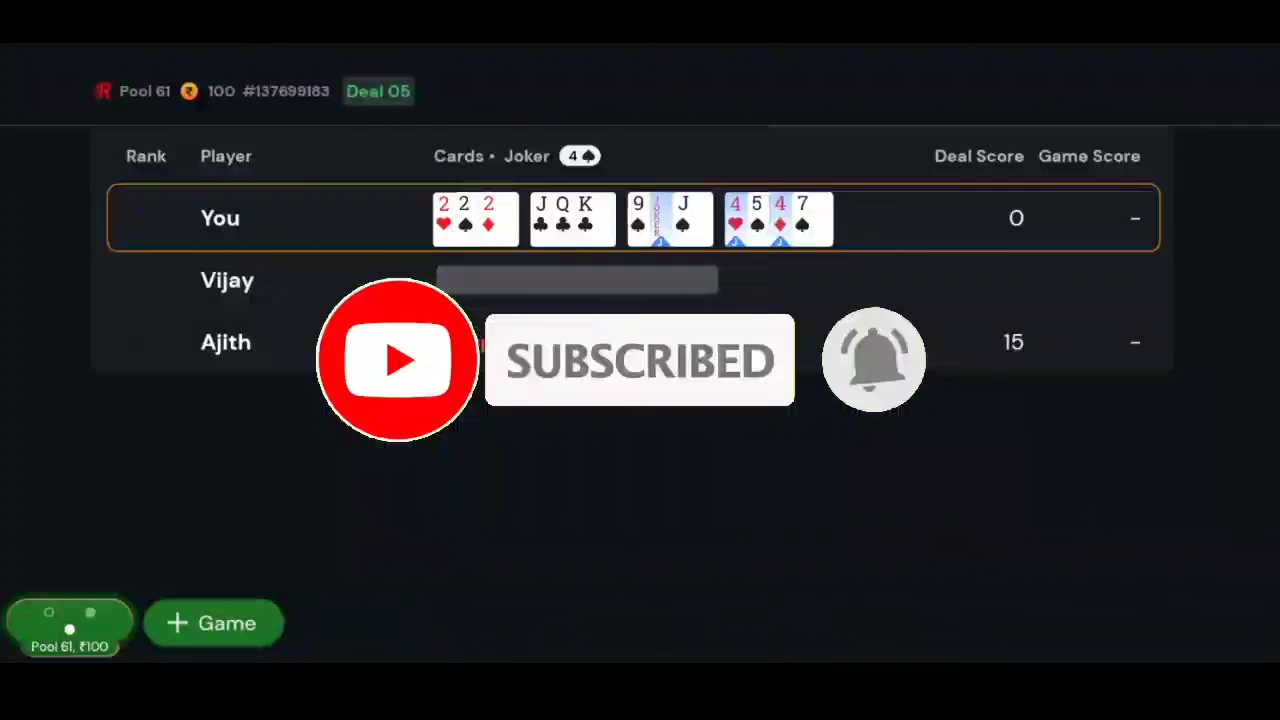 R Pool 61 ₹ 100 #137699183 Deal 05
Rank Player Cards • Joker 4♠ Deal Score Game Score
You 2♥ 2♠ 2♦ J♣ Q♣ K♣ 9♠ JOKER J♠ 4♥ 5♠ 4♦ 7♠ 0 -
Vijay
Ajith 15 -
SUBSCRIBED
+ Game
Pool 61, ₹100